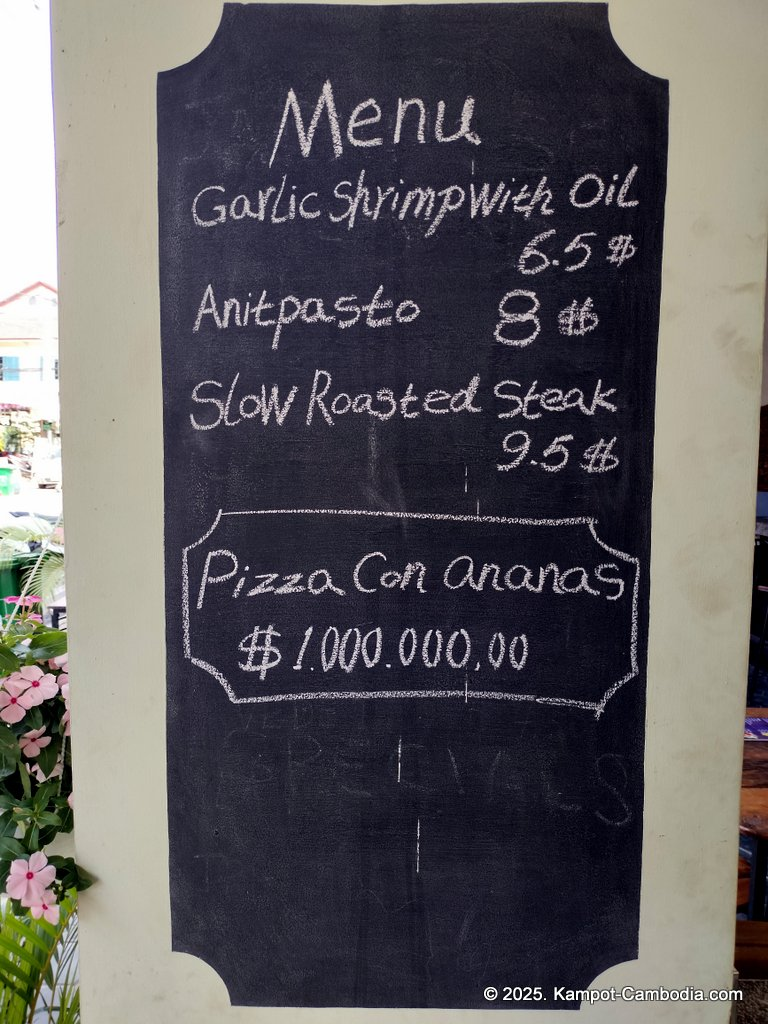 Menu
Garlic Shrimp With Oil
6.5 $
Anitpasto 8 $
Slow Roasted Steak
9.5 $
Pizza Con Ananas
$ 1.000.000,00
SPECIALS
© 2025. Kampot-Cambodia.com